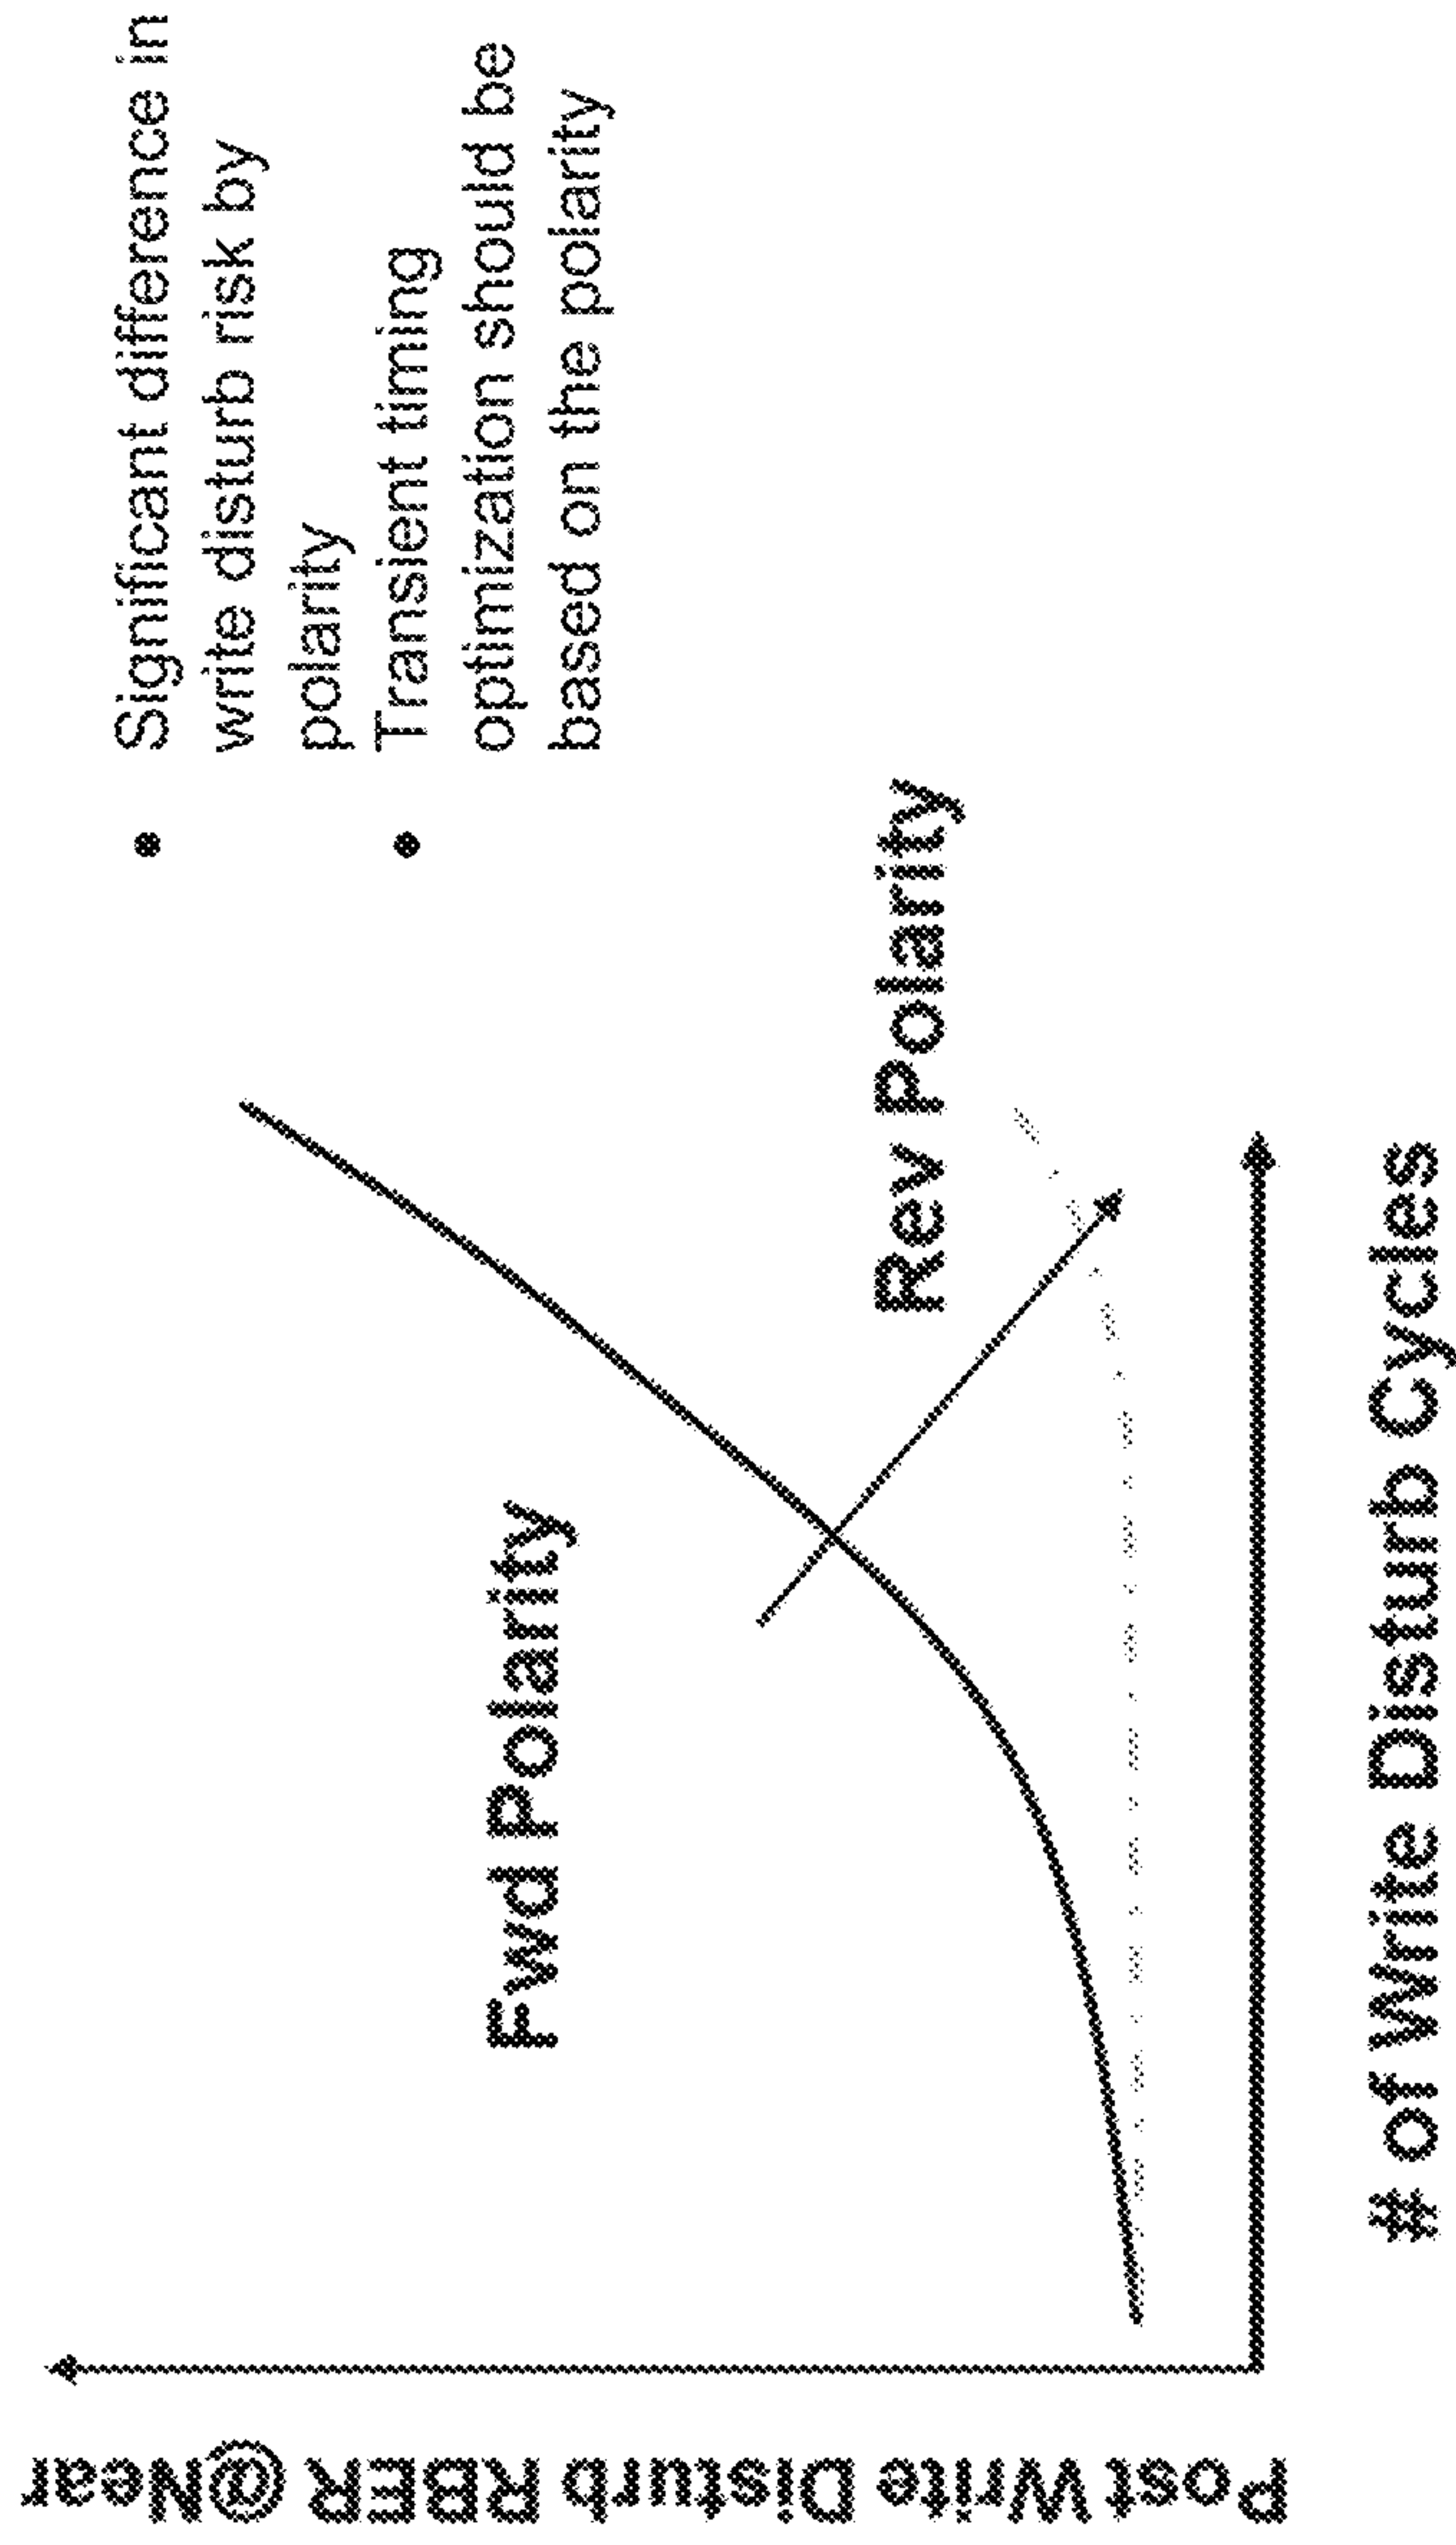 Post Write Disturb RBER @Near
Fwd Polarity
Rev Polarity
# of Write Disturb Cycles
• Significant difference in
write disturb risk by
polarity
• Transient timing
optimization should be
based on the polarity